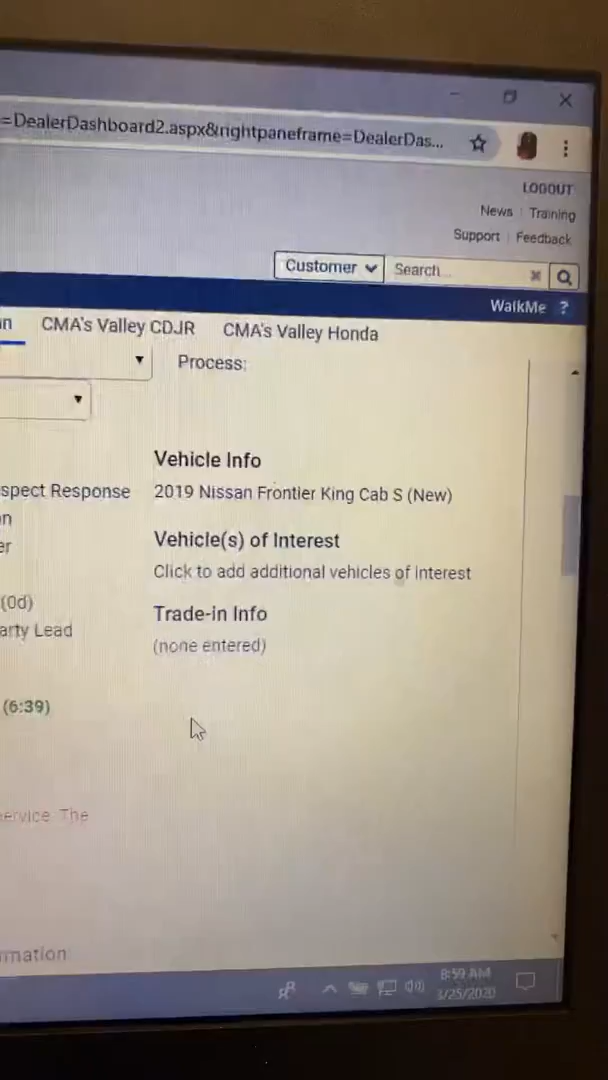 =DealerDashboard2.aspx&rightpaneframe=DealerDas...
LOGOUT
News | Training
Support | Feedback
Customer Search...
WalkMe ?
n CMA's Valley CDJR CMA's Valley Honda
Process:
Vehicle Info
spect Response 2019 Nissan Frontier King Cab S (New)
n
er Vehicle(s) of Interest
Click to add additional vehicles of interest
(0d) Trade-in Info
arty Lead (none entered)
(6:39)
ervice. The
rmation
8:59 AM
3/25/2020